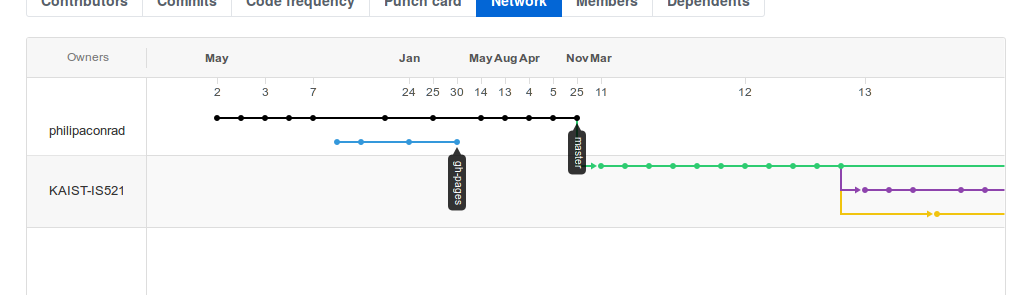 Contributors Commits Code frequency Punch card Network Members Dependents
Owners May Jan May Aug Apr Nov Mar
2 3 7 24 25 30 14 13 4 5 25 11 12 13
philipaconrad
master
gh-pages
KAIST-IS521